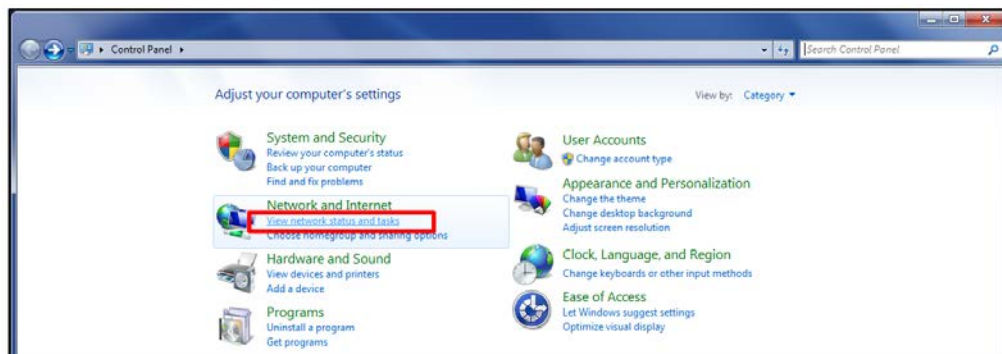 Control Panel
Search Control Panel
Adjust your computer's settings
View by: Category
System and Security
Review your computer's status
Back up your computer
Find and fix problems
Network and Internet
View network status and tasks
Choose homegroup and sharing options
Hardware and Sound
View devices and printers
Add a device
Programs
Uninstall a program
Get programs
User Accounts
Change account type
Appearance and Personalization
Change the theme
Change desktop background
Adjust screen resolution
Clock, Language, and Region
Change keyboards or other input methods
Ease of Access
Let Windows suggest settings
Optimize visual display